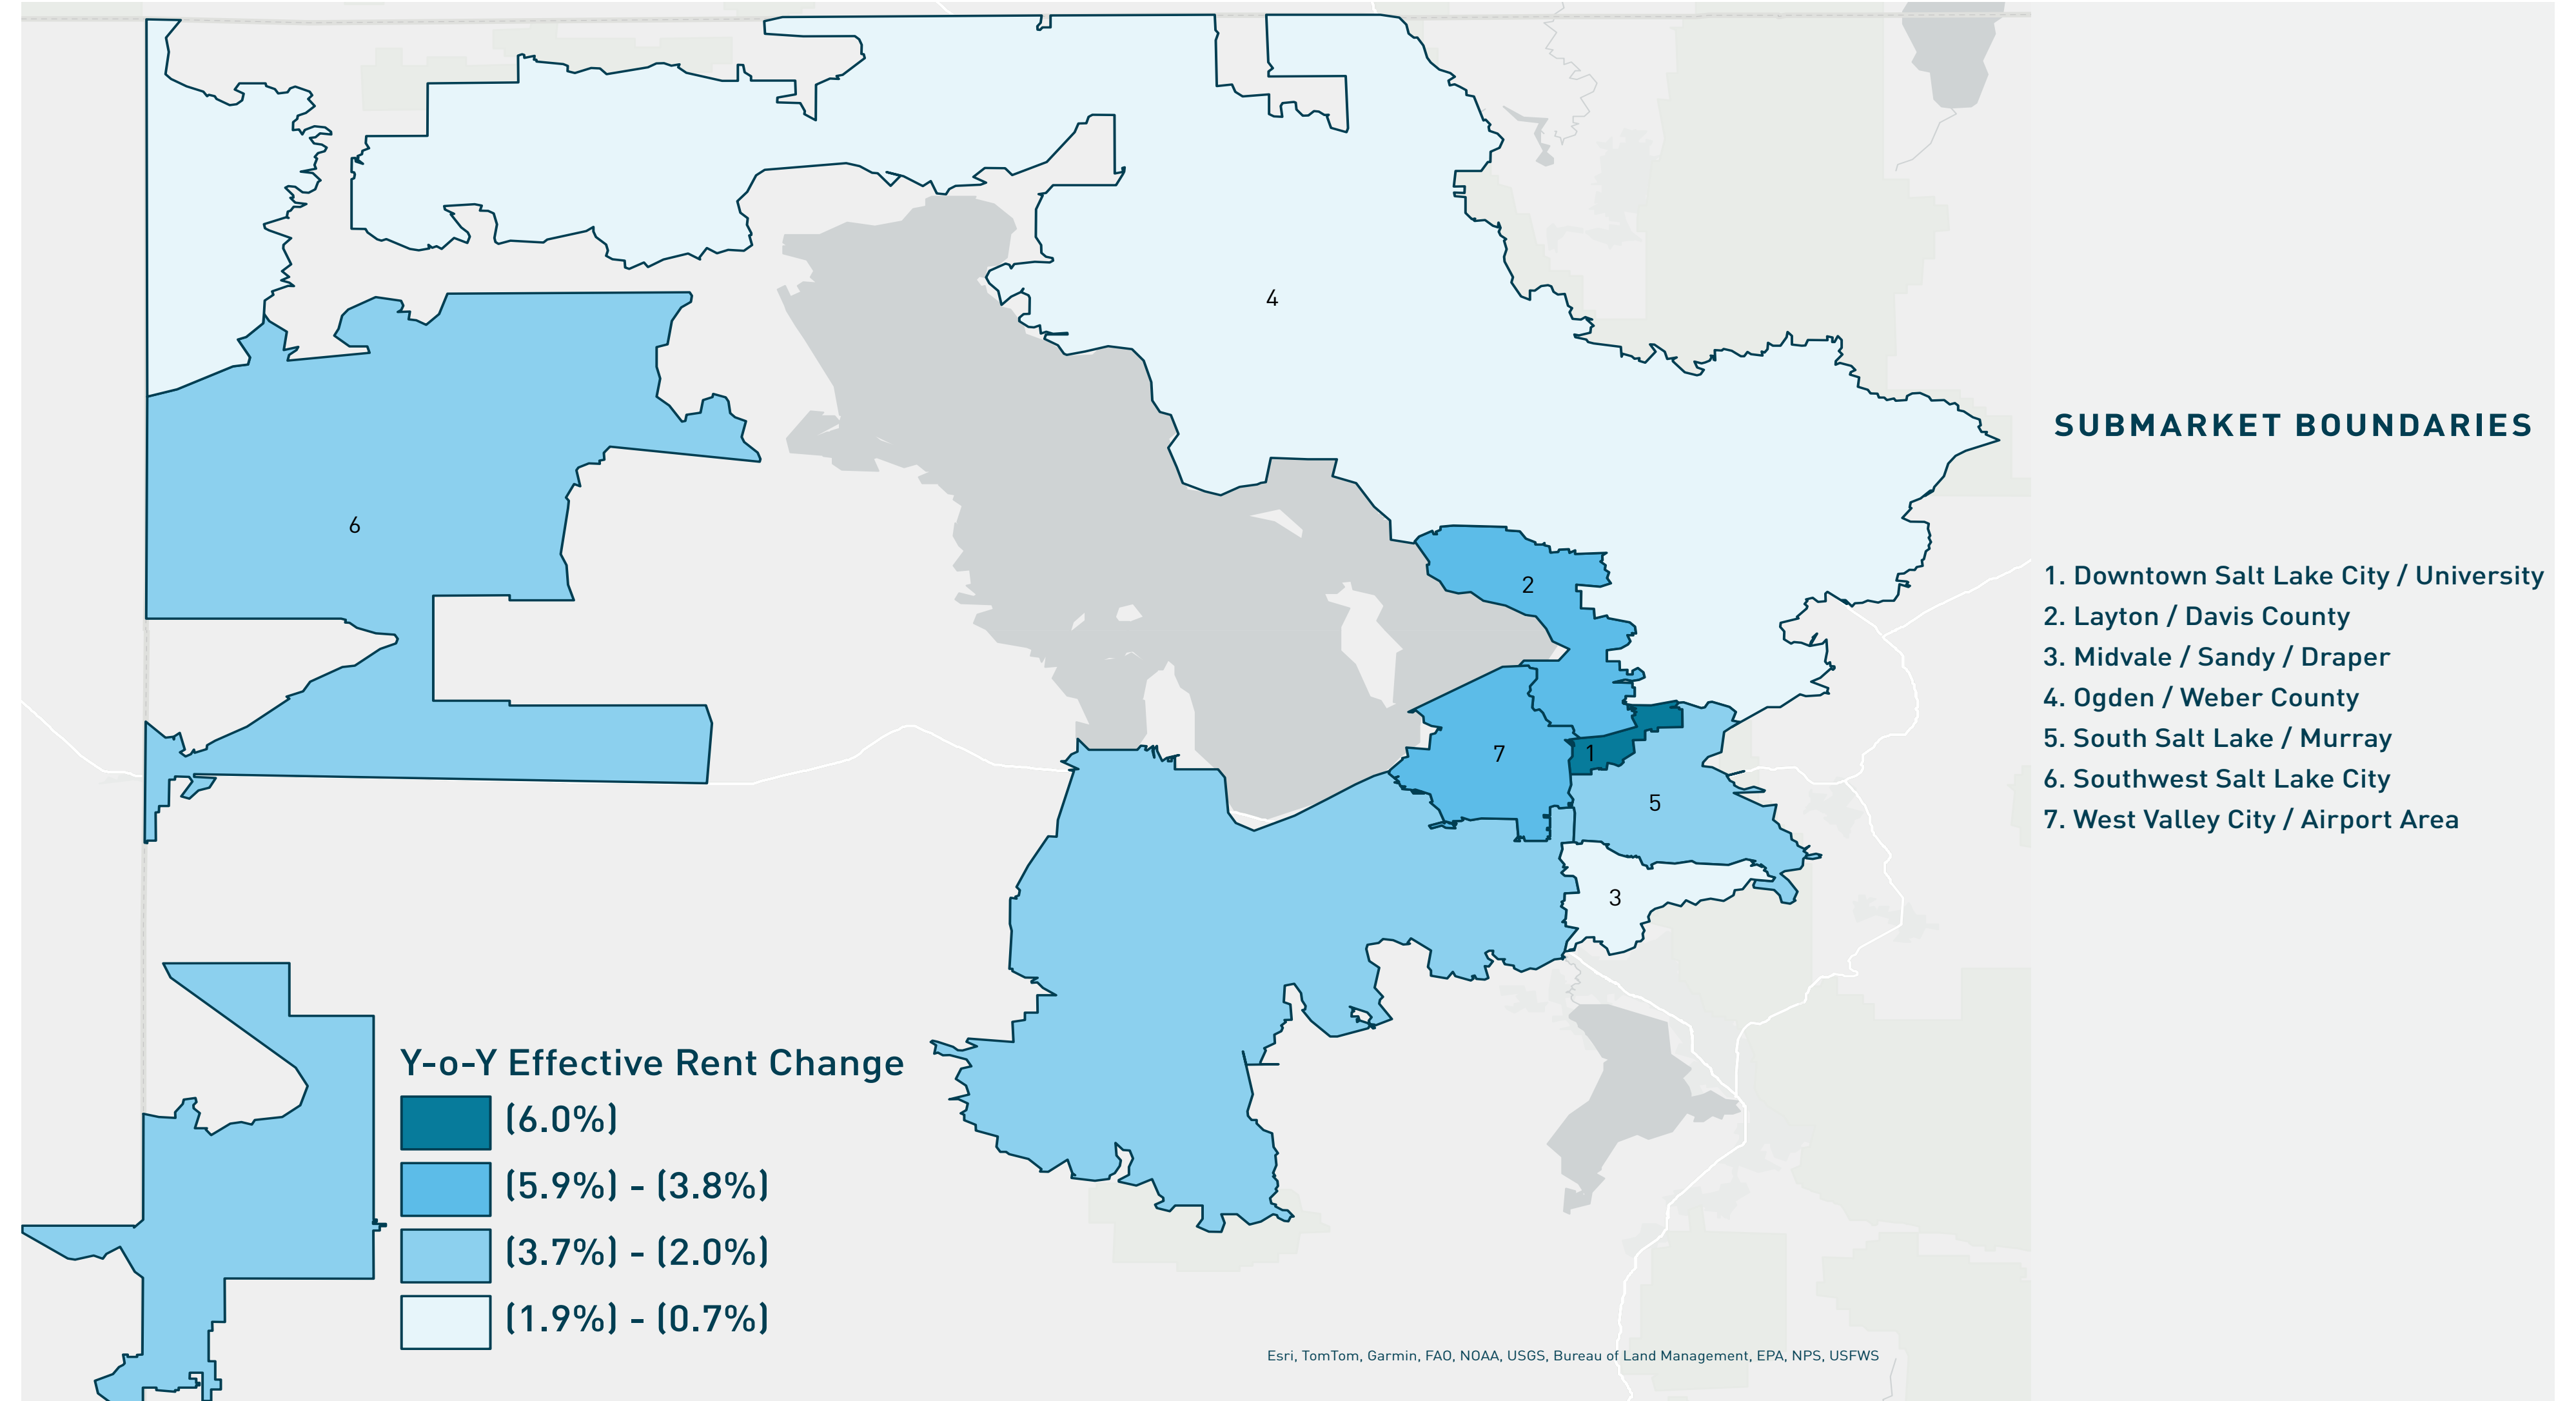 4
SUBMARKET BOUNDARIES
6
2
1. Downtown Salt Lake City / University
2. Layton / Davis County
3. Midvale / Sandy / Draper
4. Ogden / Weber County
5. South Salt Lake / Murray
6. Southwest Salt Lake City
7. West Valley City / Airport Area
7
1
5
3
Y-o-Y Effective Rent Change
(6.0%)
(5.9%) - (3.8%)
(3.7%) - (2.0%)
(1.9%) - (0.7%)
Esri, TomTom, Garmin, FAO, NOAA, USGS, Bureau of Land Management, EPA, NPS, USFWS